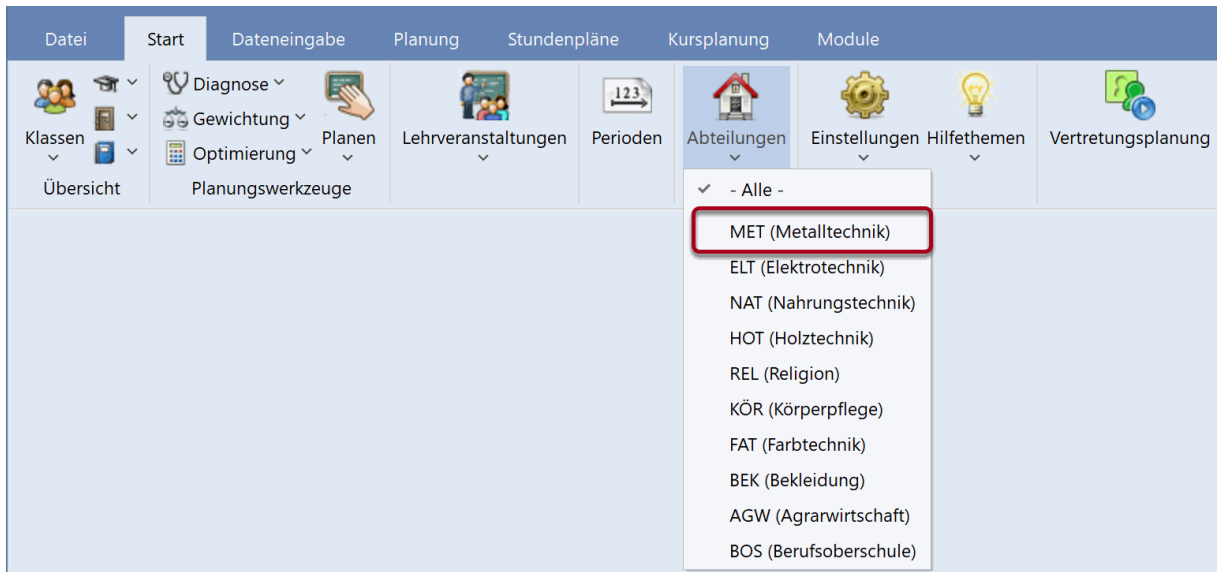 Datei Start Dateneingabe Planung Stundenpläne Kursplanung Module
Diagnose
Gewichtung
Optimierung
Klassen
Planen
Lehrveranstaltungen
123
Perioden
Abteilungen
Einstellungen
Hilfethemen
Vertretungsplanung
Übersicht
Planungswerkzeuge
- Alle -
MET (Metalltechnik)
ELT (Elektrotechnik)
NAT (Nahrungstechnik)
HOT (Holztechnik)
REL (Religion)
KÖR (Körperpflege)
FAT (Farbtechnik)
BEK (Bekleidung)
AGW (Agrarwirtschaft)
BOS (Berufsoberschule)